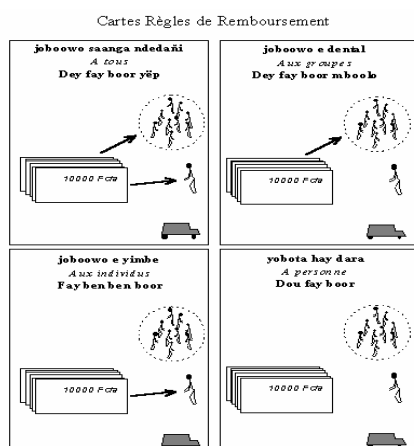 Cartes Règles de Remboursement
joboowo saanga ndedañi
A tous
Dey fay boor yëp
10000 Fcfa
joboowo e dental
Aux groupes
Dey fay boor mboolo
10000 Fcfa
joboowo e yimbe
Aux individus
Fay ben ben boor
10000 Fcfa
yobota hay dara
A personne
Dou fay boor
10000 Fcfa